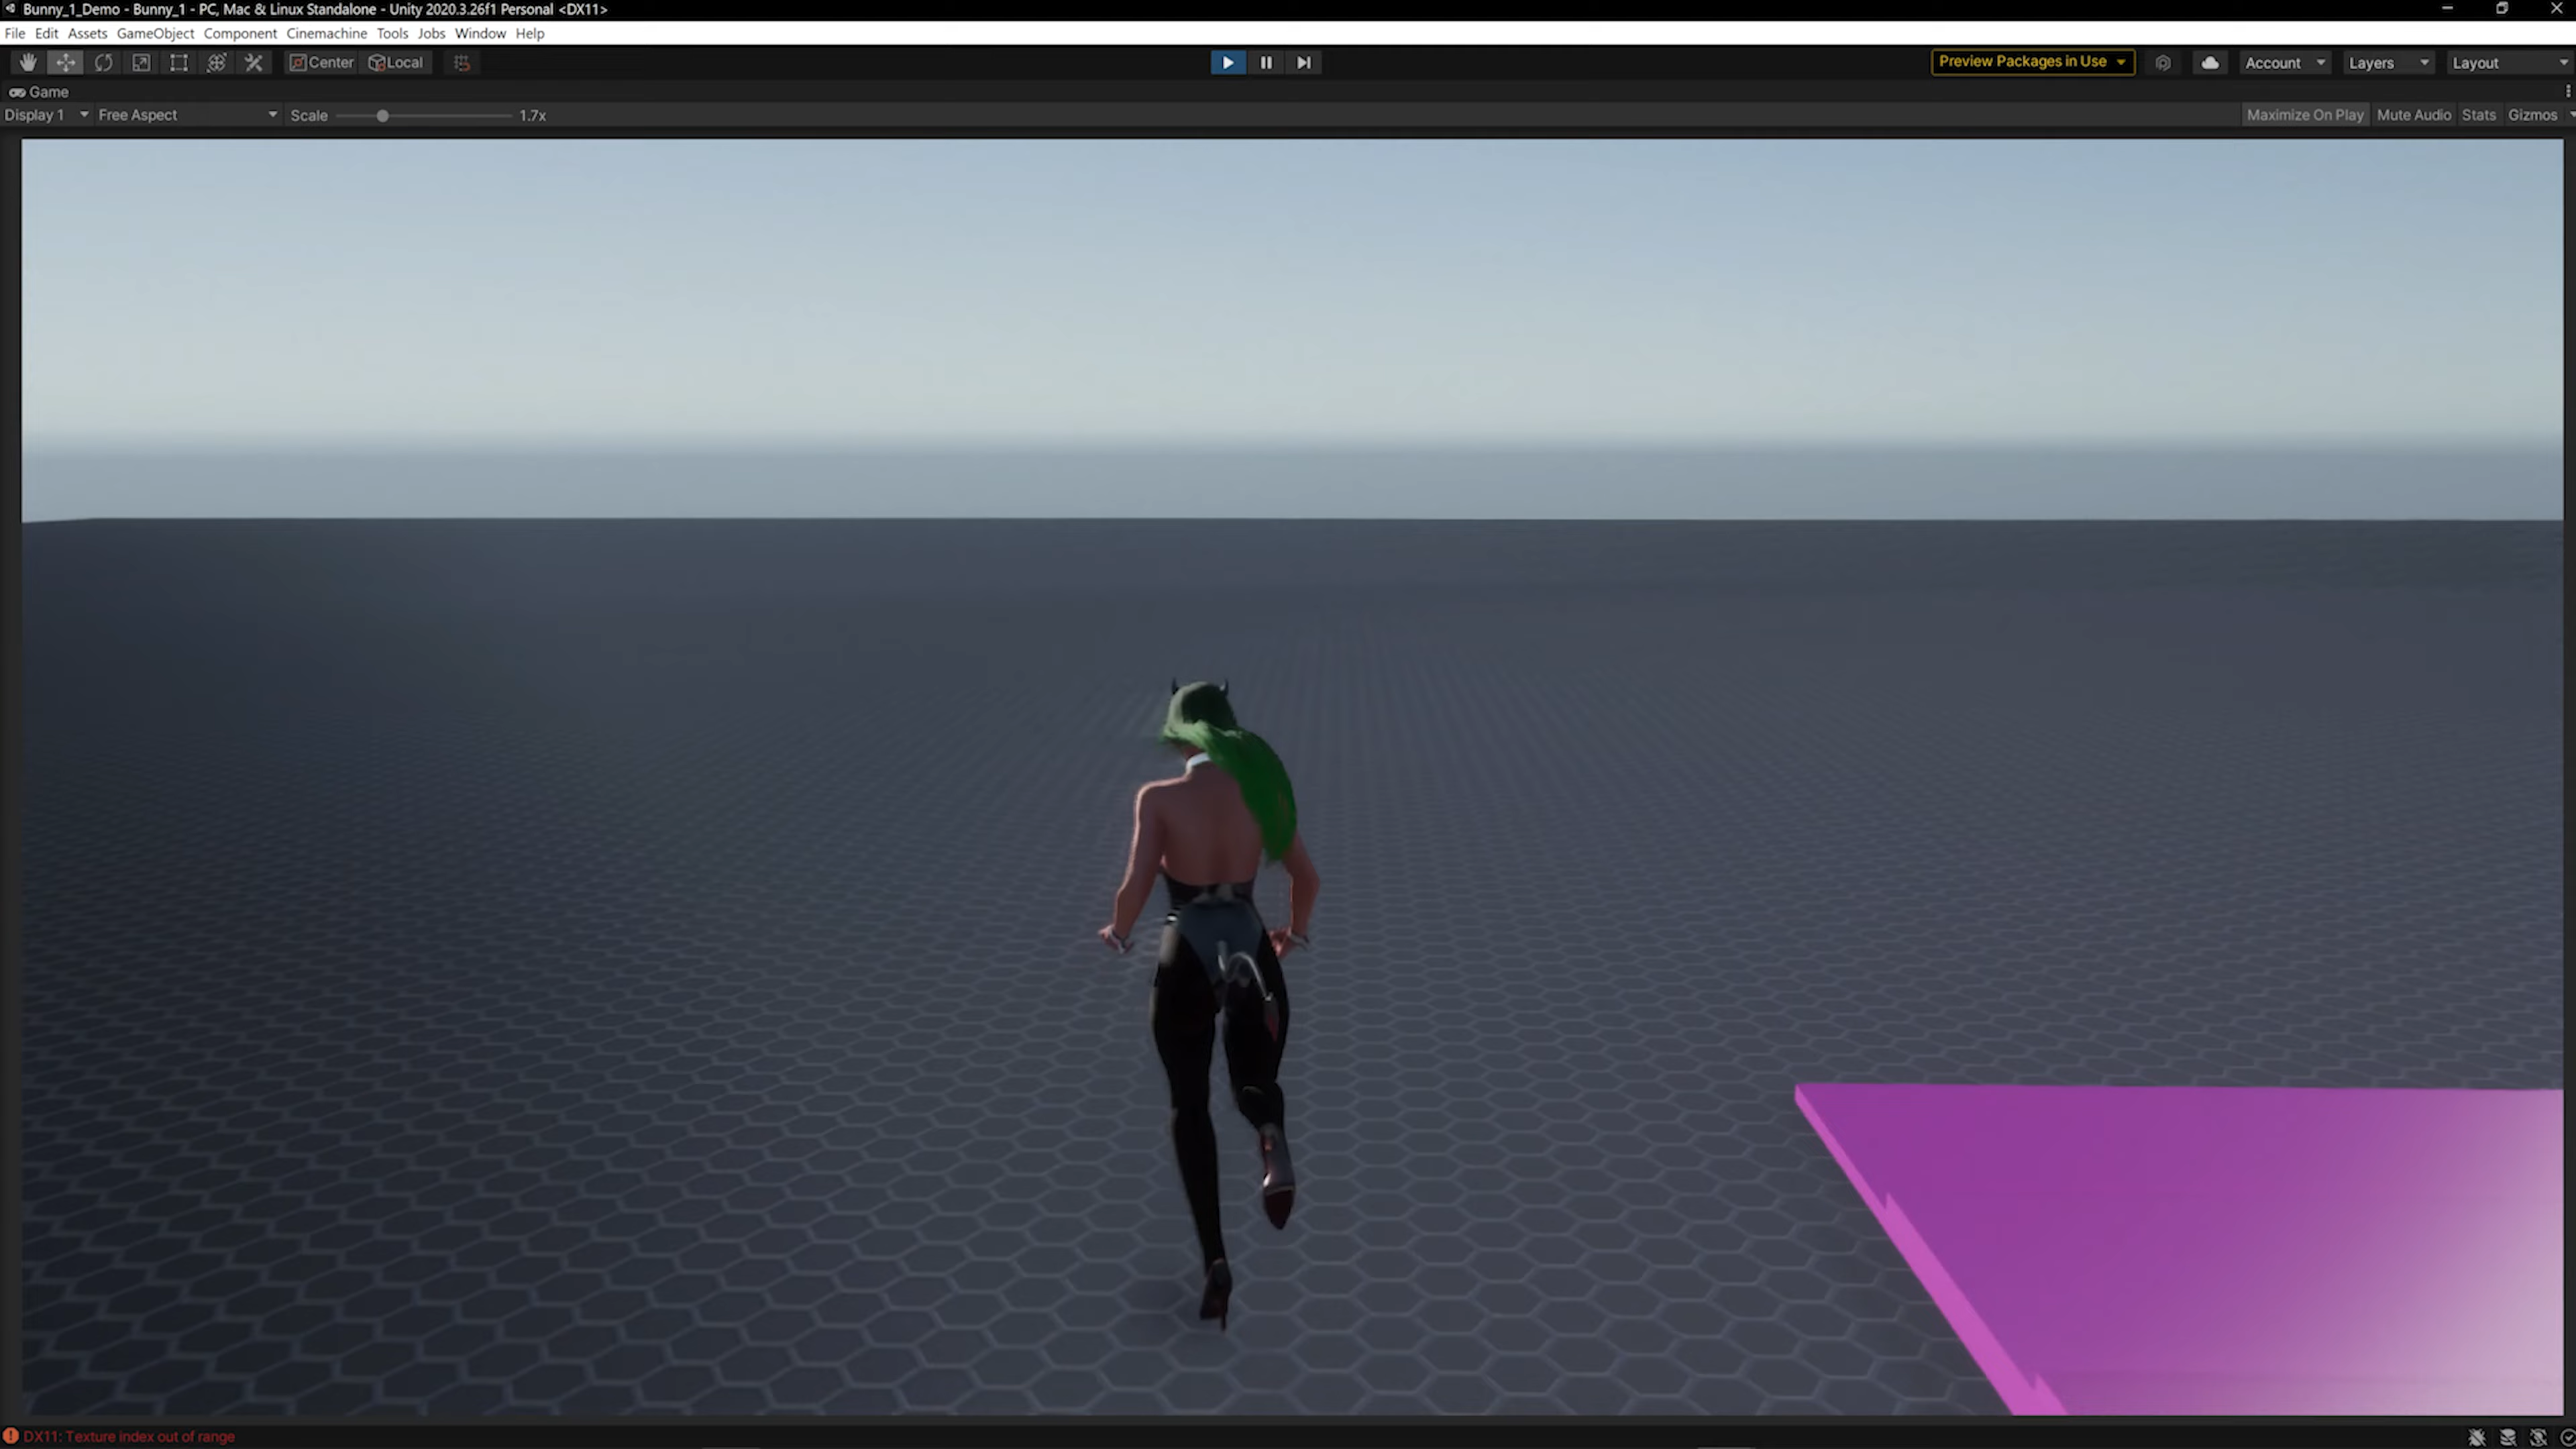 Bunny_1_Demo - Bunny_1 - PC, Mac & Linux Standalone - Unity 2020.3.26f1 Personal <DX11>
File Edit Assets GameObject Component Cinemachine Tools Jobs Window Help
Center Local Preview Packages in Use Account Layers Layout
Game
Display 1 Free Aspect Scale 1.7x Maximize On Play Mute Audio Stats Gizmos
DX11: Texture index out of range